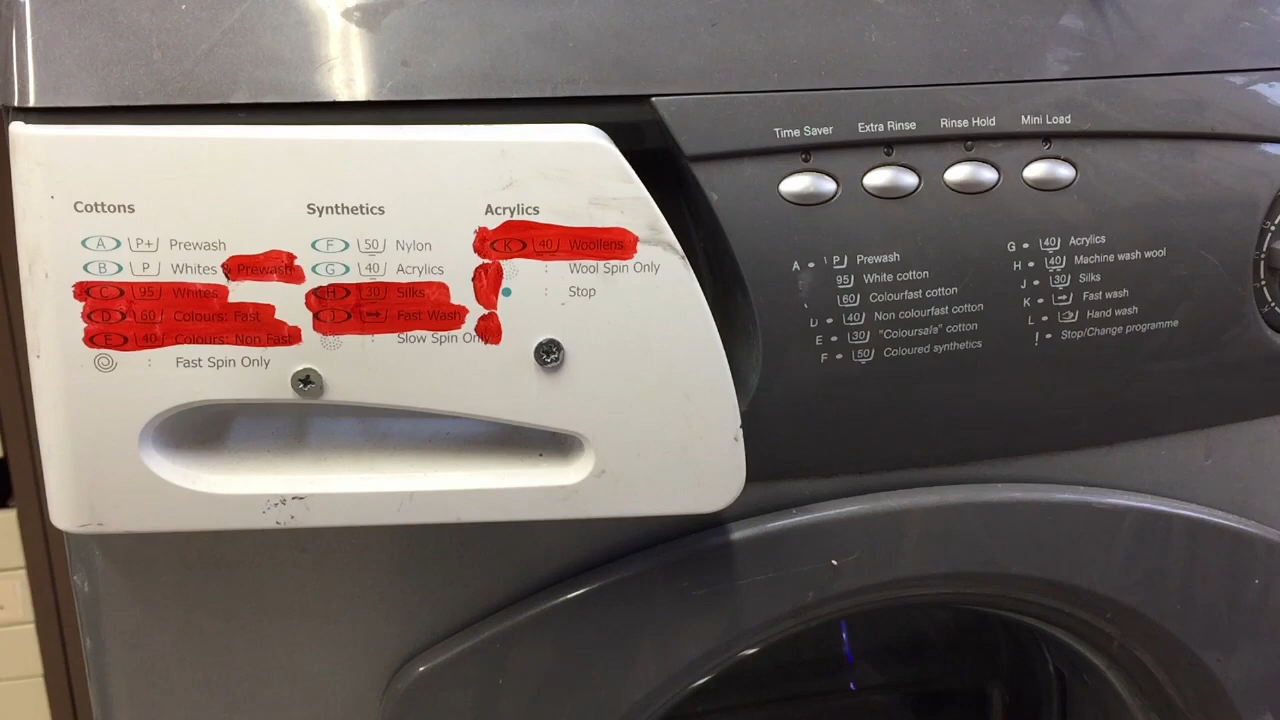 Cottons
A P+ Prewash
B P Whites & Prewash
C 95 Whites
D 60 Colours: Fast
E 40 Colours: Non Fast
: Fast Spin Only
Synthetics
F 50 Nylon
G 40 Acrylics
H 30 Silks
J Fast Wash
: Slow Spin Only
Acrylics
K 40 Woollens
: Wool Spin Only
: Stop
Time Saver Extra Rinse Rinse Hold Mini Load
A P Prewash
95 White cotton
60 Colourfast cotton
D 40 Non colourfast cotton
E 30 "Coloursafe" cotton
F 50 Coloured synthetics
G 40 Acrylics
H 40 Machine wash wool
J 30 Silks
K Fast wash
L Hand wash
! Stop/Change programme